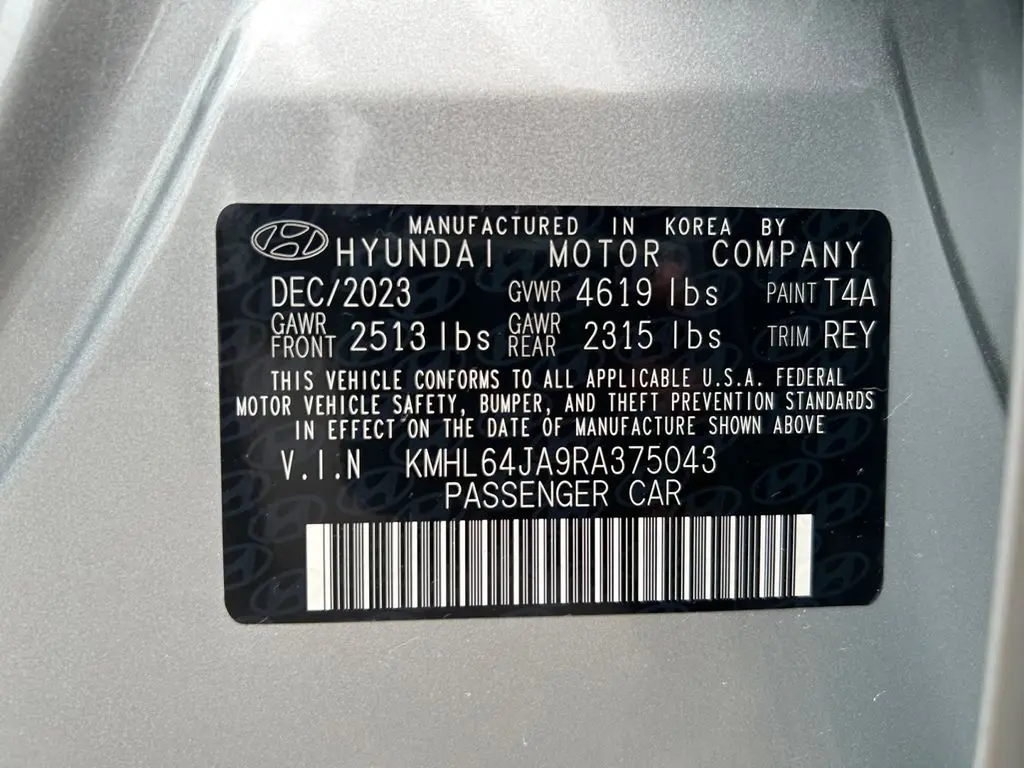 MANUFACTURED IN KOREA BY
HYUNDAI MOTOR COMPANY
DEC/2023 GVWR 4619 lbs PAINT T4A
GAWR FRONT 2513 lbs GAWR REAR 2315 lbs TRIM REY
THIS VEHICLE CONFORMS TO ALL APPLICABLE U.S.A. FEDERAL
MOTOR VEHICLE SAFETY, BUMPER, AND THEFT PREVENTION STANDARDS
IN EFFECT ON THE DATE OF MANUFACTURE SHOWN ABOVE
V.I.N KMHL64JA9RA375043
PASSENGER CAR